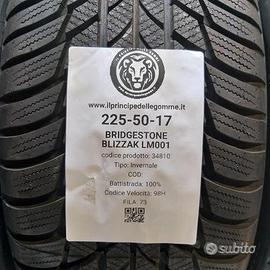 www.ilprincipedellegomme.it
225-50-17
BRIDGESTONE
BLIZZAK LM001
codice prodotto: 34810
Tipo: Invernale
COD:
Battistrada: 100%
Codice Velocità: 98H
FILA: 73
subito